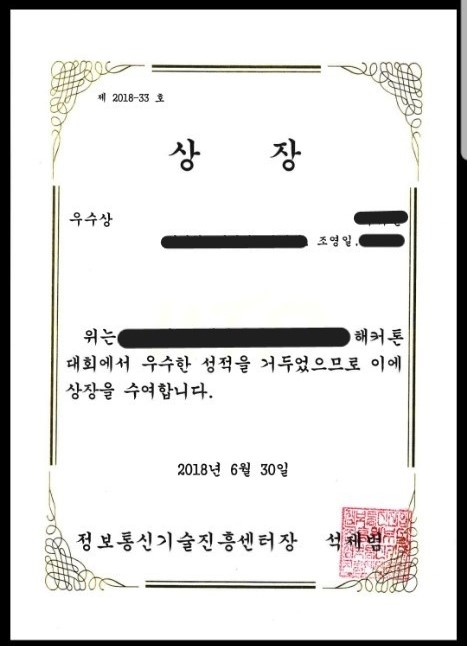 제 2018-33 호
상 장
우수상
조영일.
위는 해커톤
대회에서 우수한 성적을 거두었으므로 이에
상장을 수여합니다.
2018년 6월 30일
정보통신기술진흥센터장 석제범